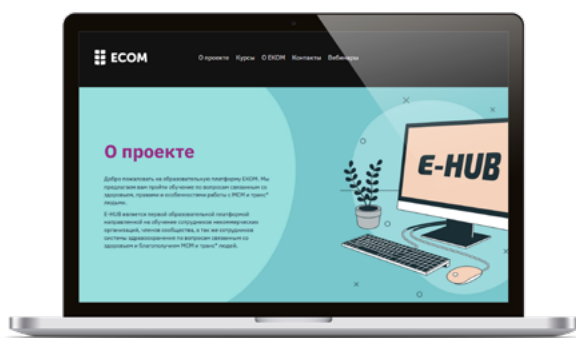 ECOM
О проекте Курсы О ЕКОМ Контакты Вебинары
О проекте
E-HUB
Добро пожаловать на образовательную платформу ЕКОМ. Мы
предлагаем вам пройти обучение по вопросам связанным со
здоровьем, правами и особенностями работы с МСМ и транс*
людьми.
E-HUB является первой образовательной платформой
направленной на обучение сотрудников некоммерческих
организаций, членов сообщества, а так же сотрудников
системы здравоохранения по вопросам связанным со
здоровьем и благополучием МСМ и транс* людей.